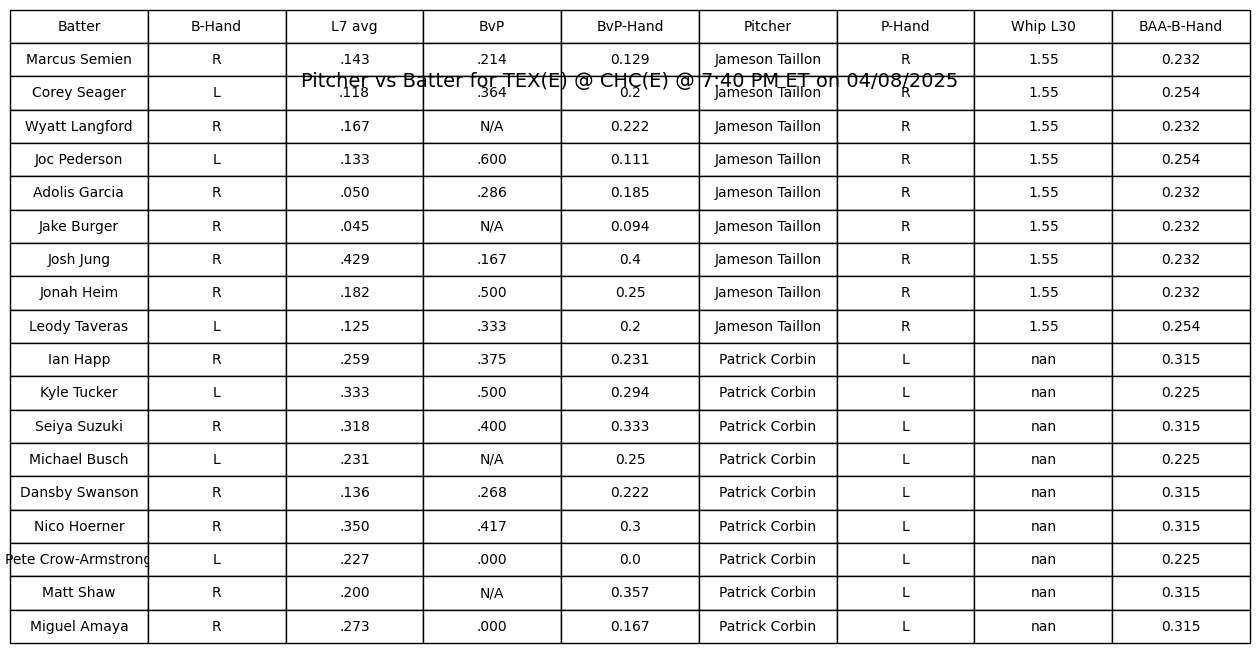 Batter B-Hand L7 avg BvP BvP-Hand Pitcher P-Hand Whip L30 BAA-B-Hand
Marcus Semien R .143 .214 0.129 Jameson Taillon R 1.55 0.232
Pitcher vs Batter for TEX(E) @ CHC(E) @ 7:40 PM ET on 04/08/2025
Corey Seager L .118 .364 0.2 Jameson Taillon R 1.55 0.254
Wyatt Langford R .167 N/A 0.222 Jameson Taillon R 1.55 0.232
Joc Pederson L .133 .600 0.111 Jameson Taillon R 1.55 0.254
Adolis Garcia R .050 .286 0.185 Jameson Taillon R 1.55 0.232
Jake Burger R .045 N/A 0.094 Jameson Taillon R 1.55 0.232
Josh Jung R .429 .167 0.4 Jameson Taillon R 1.55 0.232
Jonah Heim R .182 .500 0.25 Jameson Taillon R 1.55 0.232
Leody Taveras L .125 .333 0.2 Jameson Taillon R 1.55 0.254
Ian Happ R .259 .375 0.231 Patrick Corbin L nan 0.315
Kyle Tucker L .333 .500 0.294 Patrick Corbin L nan 0.225
Seiya Suzuki R .318 .400 0.333 Patrick Corbin L nan 0.315
Michael Busch L .231 N/A 0.25 Patrick Corbin L nan 0.225
Dansby Swanson R .136 .268 0.222 Patrick Corbin L nan 0.315
Nico Hoerner R .350 .417 0.3 Patrick Corbin L nan 0.315
Pete Crow-Armstrong L .227 .000 0.0 Patrick Corbin L nan 0.225
Matt Shaw R .200 N/A 0.357 Patrick Corbin L nan 0.315
Miguel Amaya R .273 .000 0.167 Patrick Corbin L nan 0.315